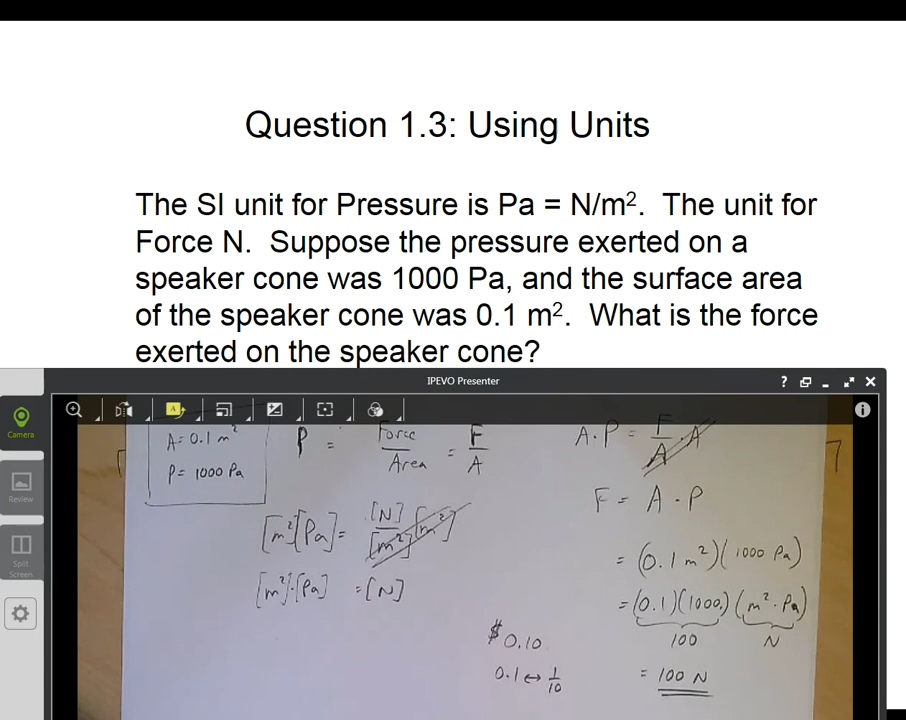 Question 1.3: Using Units
The SI unit for Pressure is Pa = N/m². The unit for
Force N. Suppose the pressure exerted on a
speaker cone was 1000 Pa, and the surface area
of the speaker cone was 0.1 m². What is the force
exerted on the speaker cone?
IPEVO Presenter
Camera
Review
Split
Screen
A = 0.1 m²
P = 1000 Pa
P = Force / Area = F / A
[m²][Pa] = [N] / [m²] [m²]
[m²]·[Pa] = [N]
A · P = F / A · A
F = A · P
= (0.1 m²)(1000 Pa)
= (0.1)(1000.)(m² · Pa)
100 N
= 100 N
$0.10
0.1 ↔ 1/10